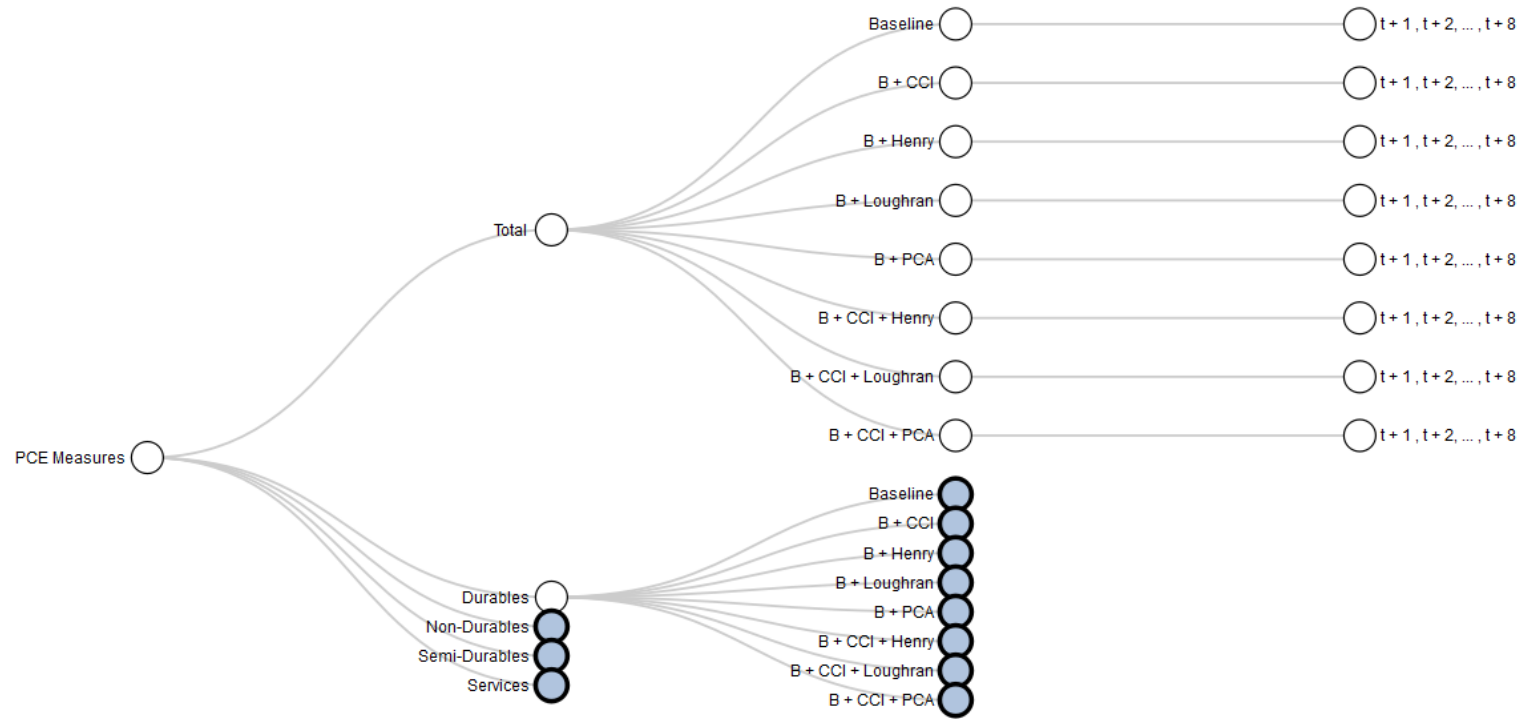 Baseline
t + 1 , t + 2, ... , t + 8
B + CCI
t + 1 , t + 2, ... , t + 8
B + Henry
t + 1 , t + 2, ... , t + 8
B + Loughran
t + 1 , t + 2, ... , t + 8
Total
B + PCA
t + 1 , t + 2, ... , t + 8
B + CCI + Henry
t + 1 , t + 2, ... , t + 8
B + CCI + Loughran
t + 1 , t + 2, ... , t + 8
B + CCI + PCA
t + 1 , t + 2, ... , t + 8
PCE Measures
Baseline
B + CCI
B + Henry
B + Loughran
Durables
B + PCA
Non-Durables
B + CCI + Henry
Semi-Durables
B + CCI + Loughran
Services
B + CCI + PCA